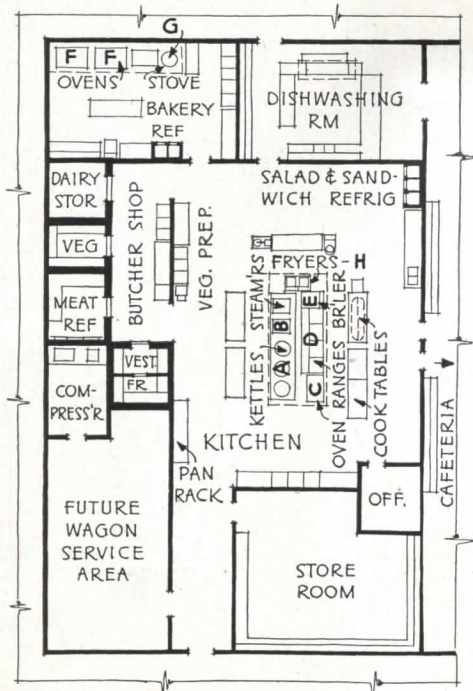 G
F F
OVENS STOVE
BAKERY
REF
DISHWASHING
RM
DAIRY
STOR
VEG
MEAT
REF
BUTCHER SHOP
VEG. PREP.
SALAD & SAND-
WICH REFRIG
FRYERS-H
KETTLES STEAM'RS
A B
C D E
OVEN RANGES BR'LER
COOK TABLES
CAFETERIA
VEST.
FR.
COM-
PRESS'R
KITCHEN
PAN
RACK
OFF.
FUTURE
WAGON
SERVICE
AREA
STORE
ROOM